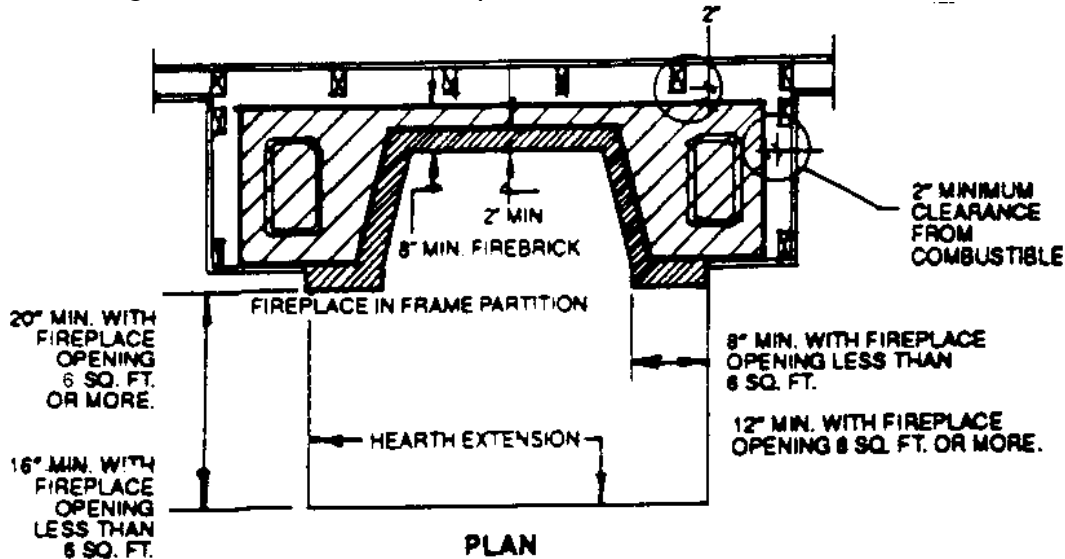 2"
2" MINIMUM
CLEARANCE
FROM
COMBUSTIBLE
2" MIN
8" MIN. FIREBRICK
FIREPLACE IN FRAME PARTITION
20" MIN. WITH
FIREPLACE
OPENING
6 SQ. FT.
OR MORE.
8" MIN. WITH FIREPLACE
OPENING LESS THAN
6 SQ. FT.
12" MIN. WITH FIREPLACE
OPENING 6 SQ. FT. OR MORE.
HEARTH EXTENSION
16" MIN. WITH
FIREPLACE
OPENING
LESS THAN
6 SQ. FT.
PLAN